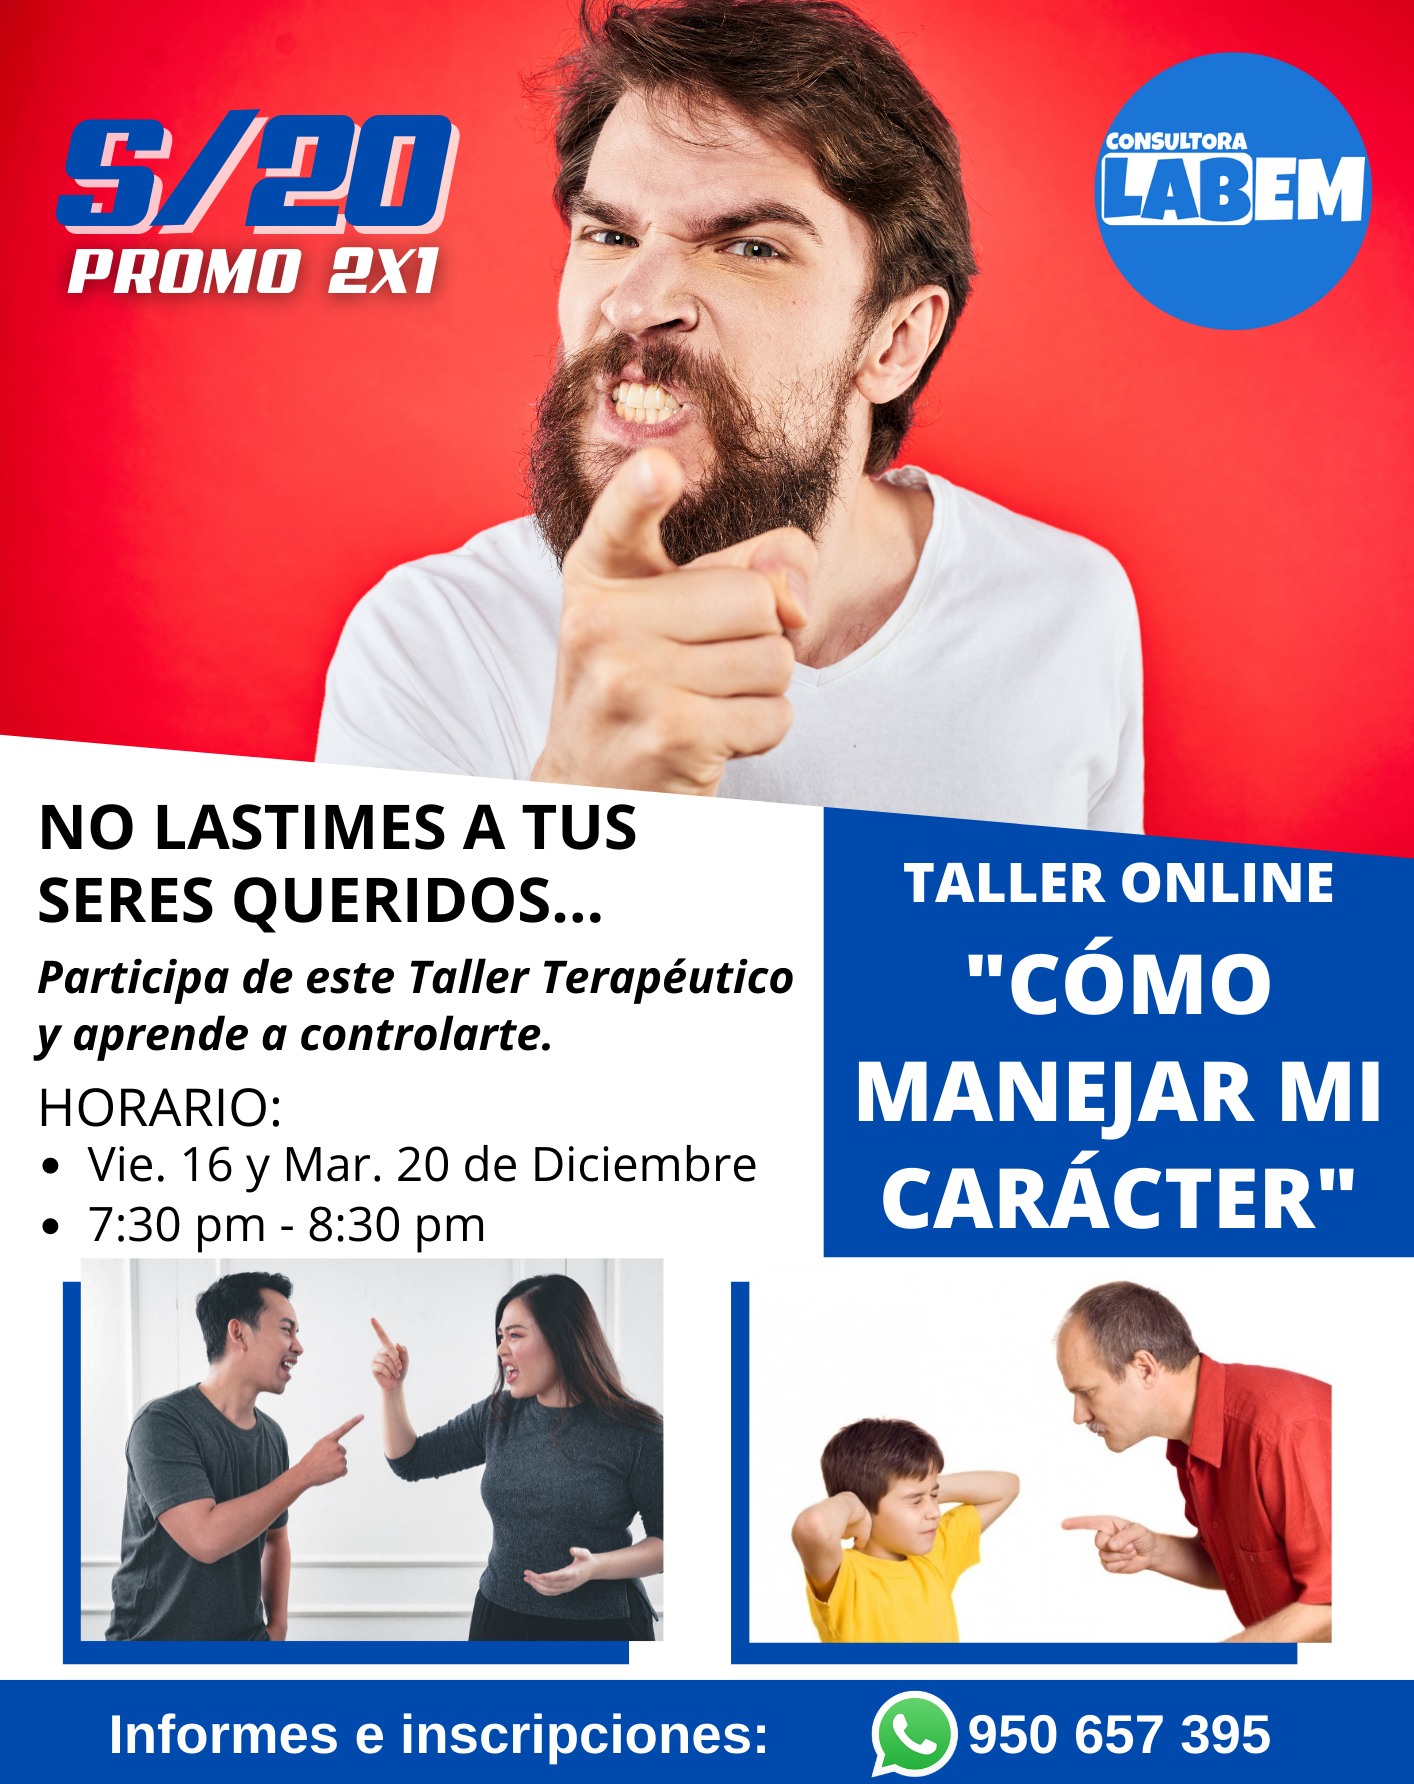 S/20
PROMO 2X1
CONSULTORA
LABEM
NO LASTIMES A TUS
SERES QUERIDOS...
Participa de este Taller Terapéutico
y aprende a controlarte.
HORARIO:
• Vie. 16 y Mar. 20 de Diciembre
• 7:30 pm - 8:30 pm
TALLER ONLINE
"CÓMO
MANEJAR MI
CARÁCTER"
Informes e inscripciones:
950 657 395